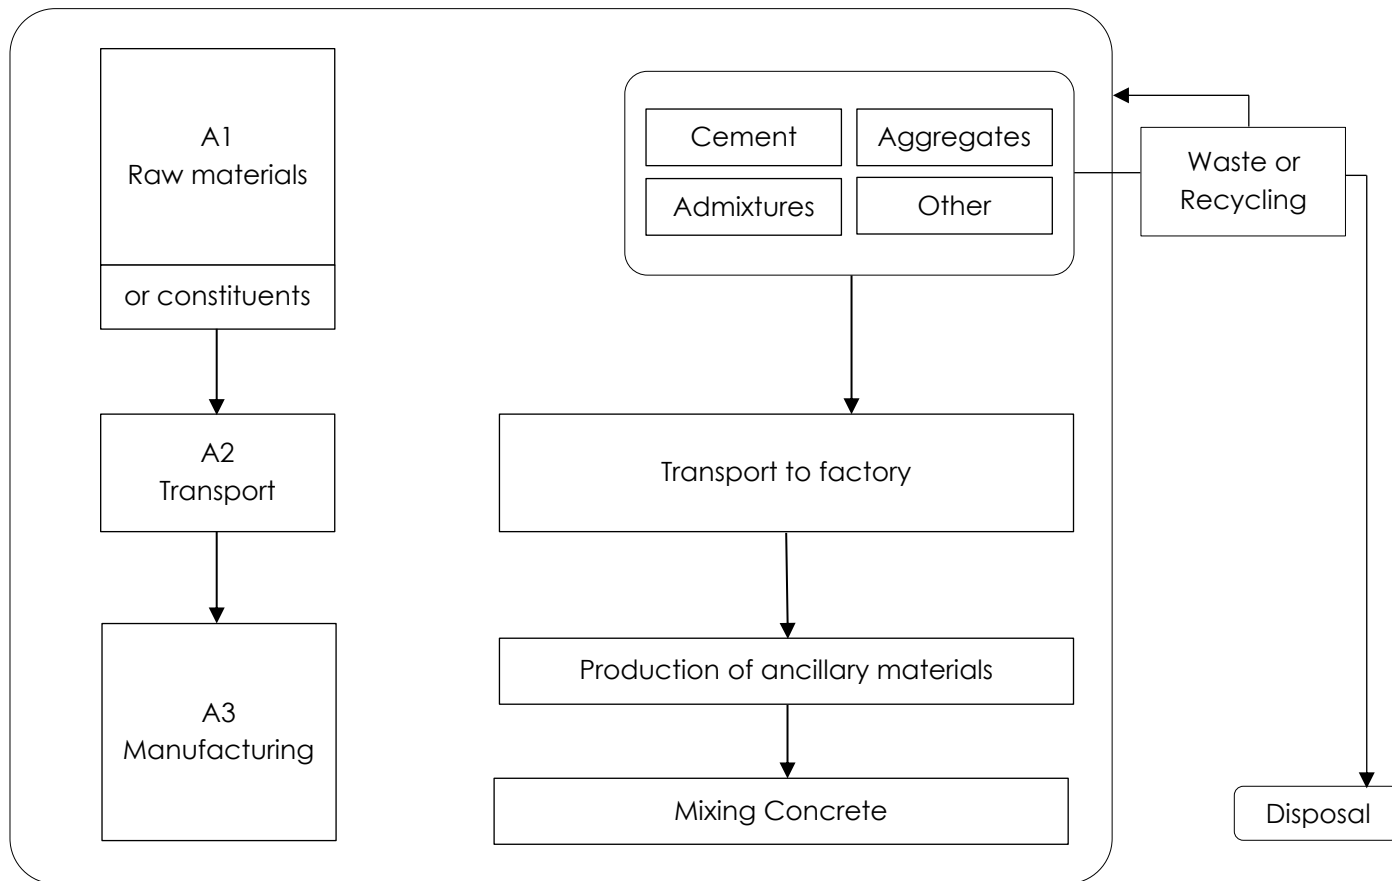 A1
Raw materials
or constituents
A2
Transport
A3
Manufacturing
Cement
Aggregates
Admixtures
Other
Transport to factory
Production of ancillary materials
Mixing Concrete
Waste or
Recycling
Disposal